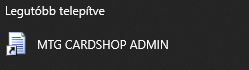 Legutóbb telepítve
MTG CARDSHOP ADMIN